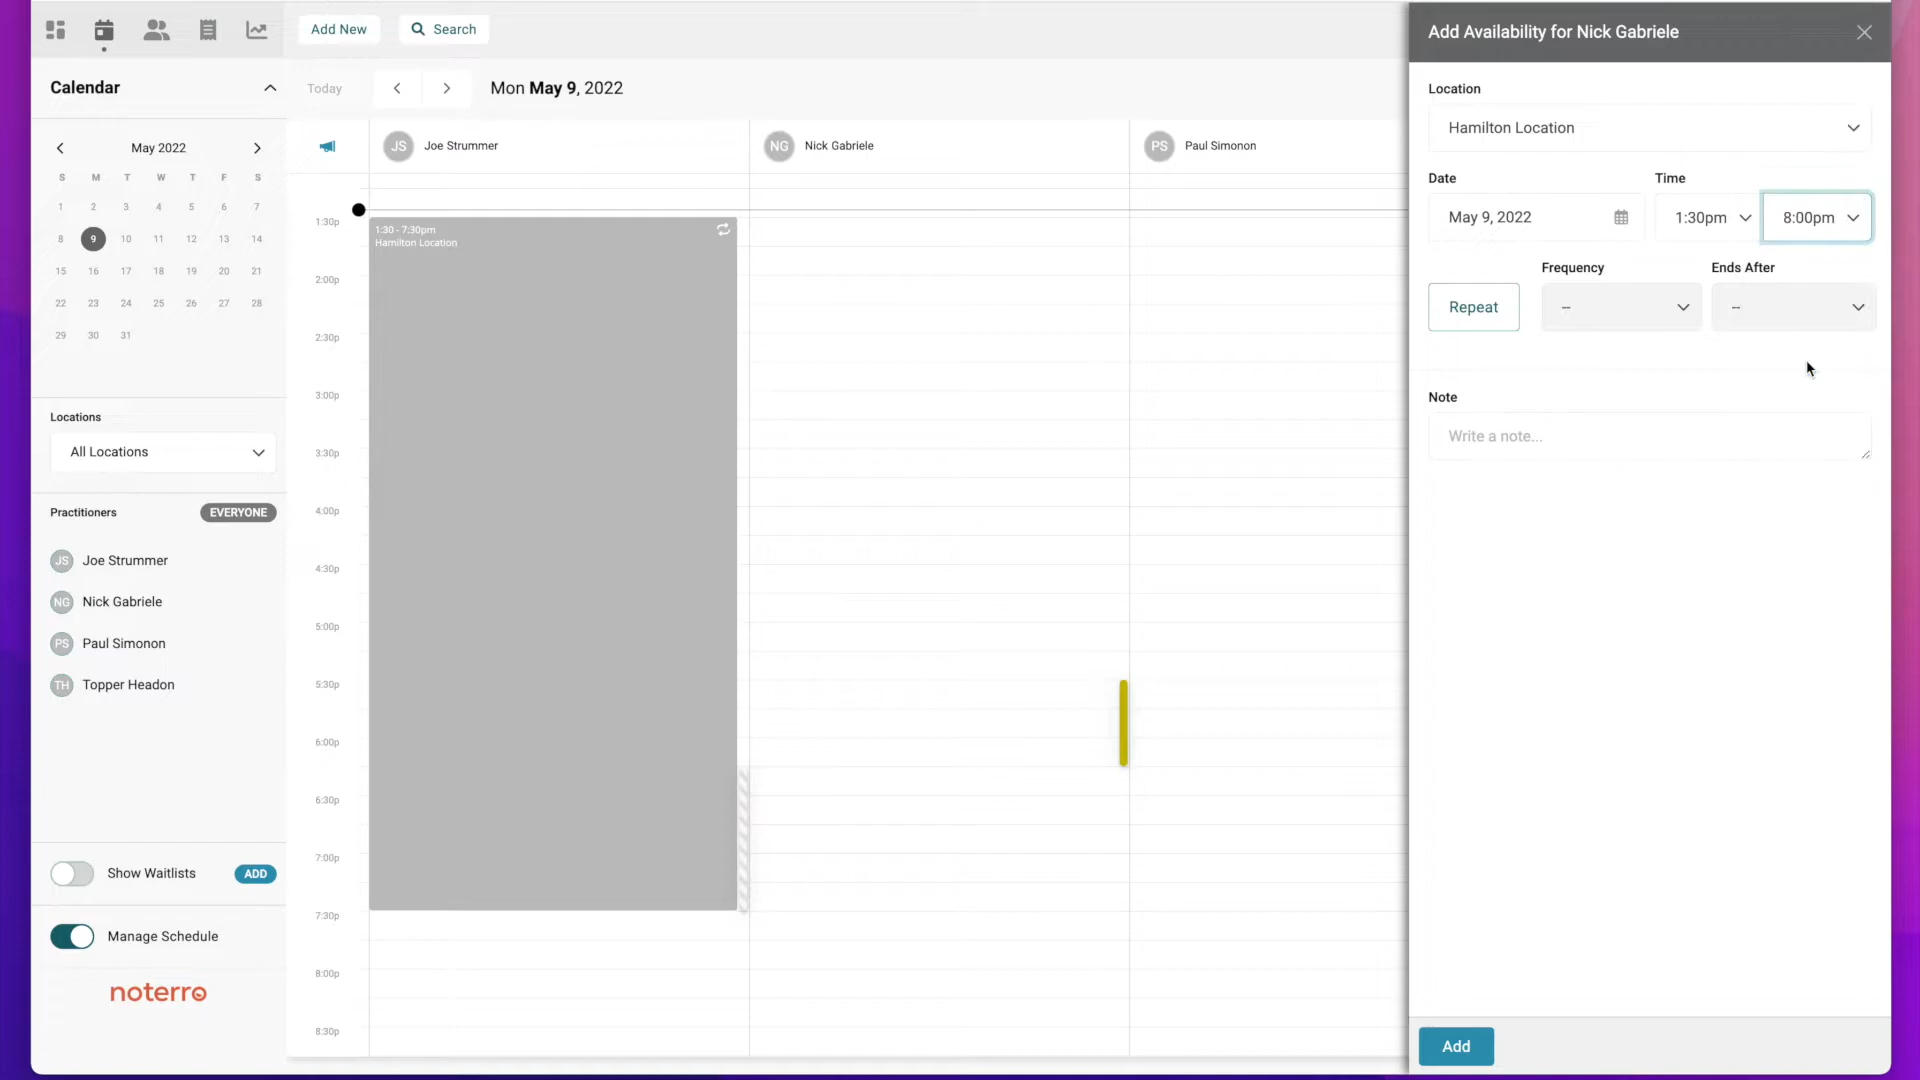 Add New
Search
Calendar
Today
Mon May 9, 2022
May 2022
S M T W T F S
1 2 3 4 5 6 7
8 9 10 11 12 13 14
15 16 17 18 19 20 21
22 23 24 25 26 27 28
29 30 31
Locations
All Locations
Practitioners
EVERYONE
JS Joe Strummer
NG Nick Gabriele
PS Paul Simonon
TH Topper Headon
Show Waitlists
ADD
Manage Schedule
noterro
JS Joe Strummer
NG Nick Gabriele
PS Paul Simonon
1:30p
2:00p
2:30p
3:00p
3:30p
4:00p
4:30p
5:00p
5:30p
6:00p
6:30p
7:00p
7:30p
8:00p
8:30p
1:30 - 7:30pm
Hamilton Location
Add Availability for Nick Gabriele
Location
Hamilton Location
Date
Time
May 9, 2022
1:30pm
8:00pm
Frequency
Ends After
Repeat
--
--
Note
Write a note...
Add